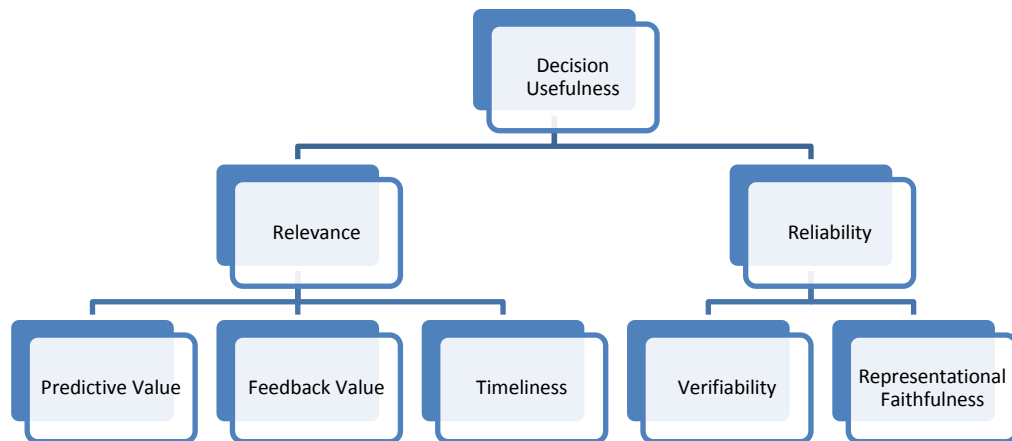 Decision
Usefulness
Relevance
Reliability
Predictive Value
Feedback Value
Timeliness
Verifiability
Representational
Faithfulness